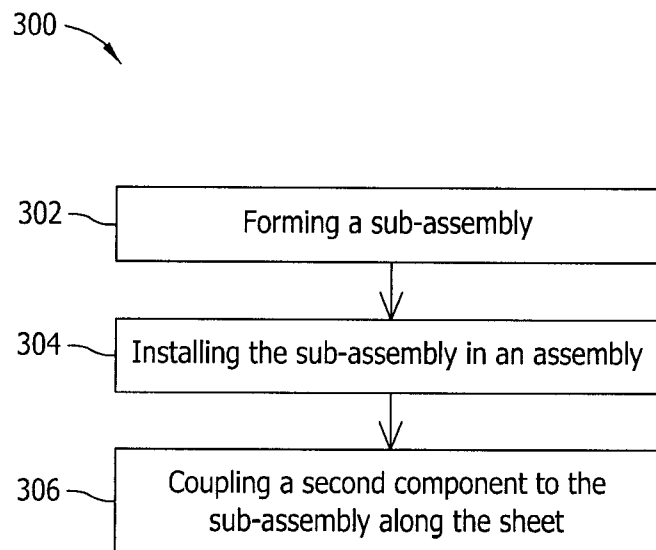 300
302
Forming a sub-assembly
304
Installing the sub-assembly in an assembly
306
Coupling a second component to the
sub-assembly along the sheet